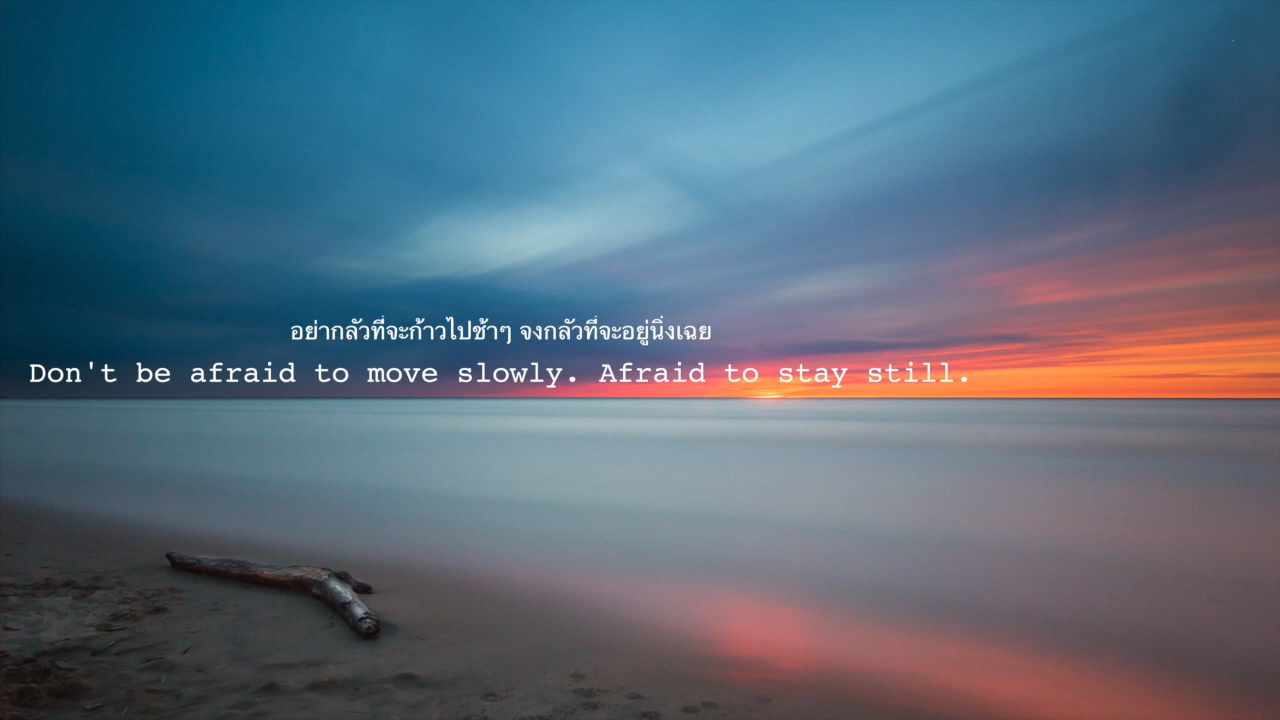 อย่ากลัวที่จะก้าวไปช้าๆ จงกลัวที่จะอยู่นิ่งเฉย
Don't be afraid to move slowly. Afraid to stay still.